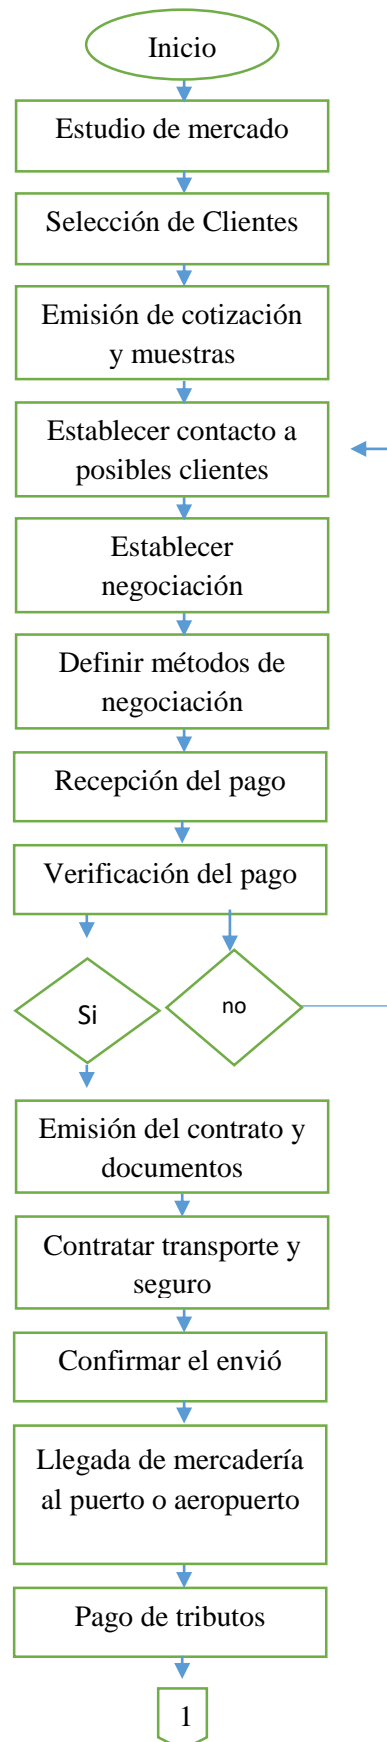 Inicio
Estudio de mercado
Selección de Clientes
Emisión de cotización
y muestras
Establecer contacto a
posibles clientes
Establecer
negociación
Definir métodos de
negociación
Recepción del pago
Verificación del pago
Si
no
Emisión del contrato y
documentos
Contratar transporte y
seguro
Confirmar el envió
Llegada de mercadería
al puerto o aeropuerto
Pago de tributos
1